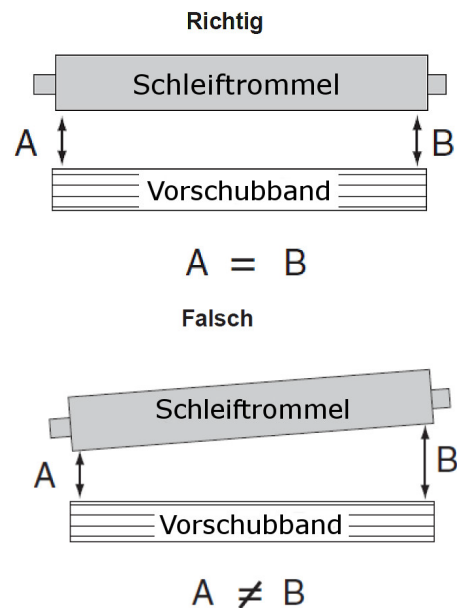 Richtig
Schleiftrommel
A
B
Vorschubband
A = B
Falsch
Schleiftrommel
A
B
Vorschubband
A ≠ B